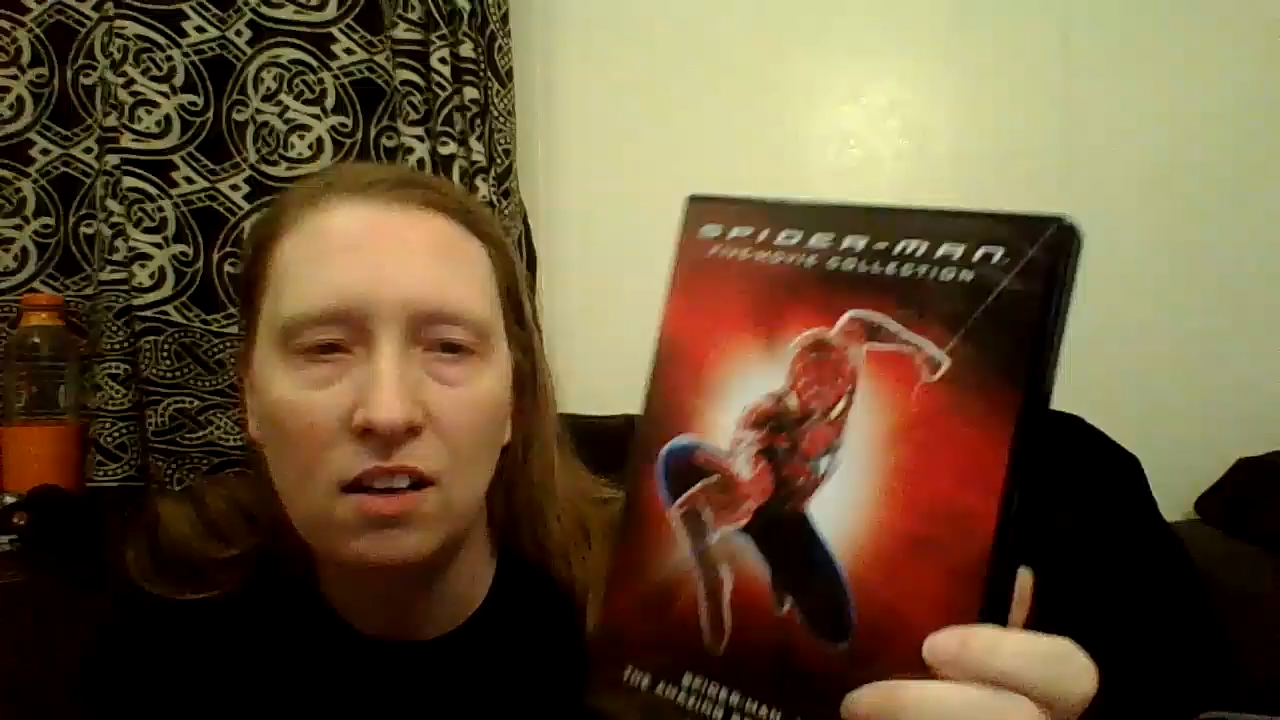 SPIDER-MAN
FIVE-MOVIE COLLECTION
SPIDER-MAN
THE AMAZING